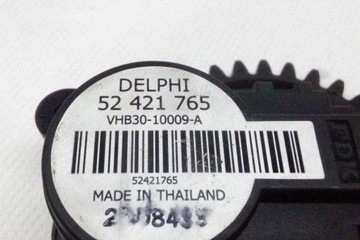 DELPHI
52 421 765
VHB30-10009-A
52421765
MADE IN THAILAND